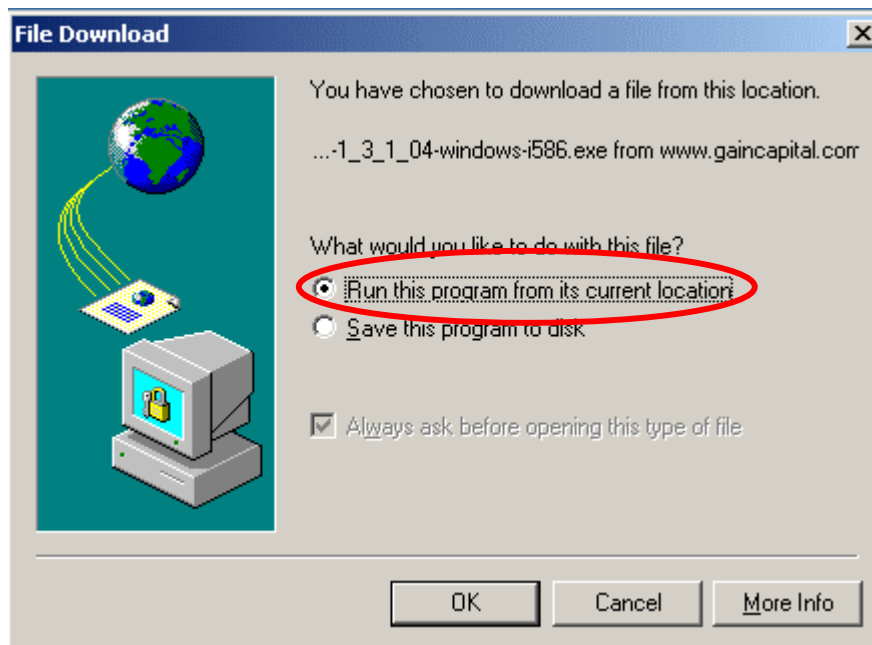 File Download
You have chosen to download a file from this location.
...-1_3_1_04-windows-i586.exe from www.gaincapital.com
What would you like to do with this file?
Run this program from its current location
Save this program to disk
Always ask before opening this type of file
OK
Cancel
More Info